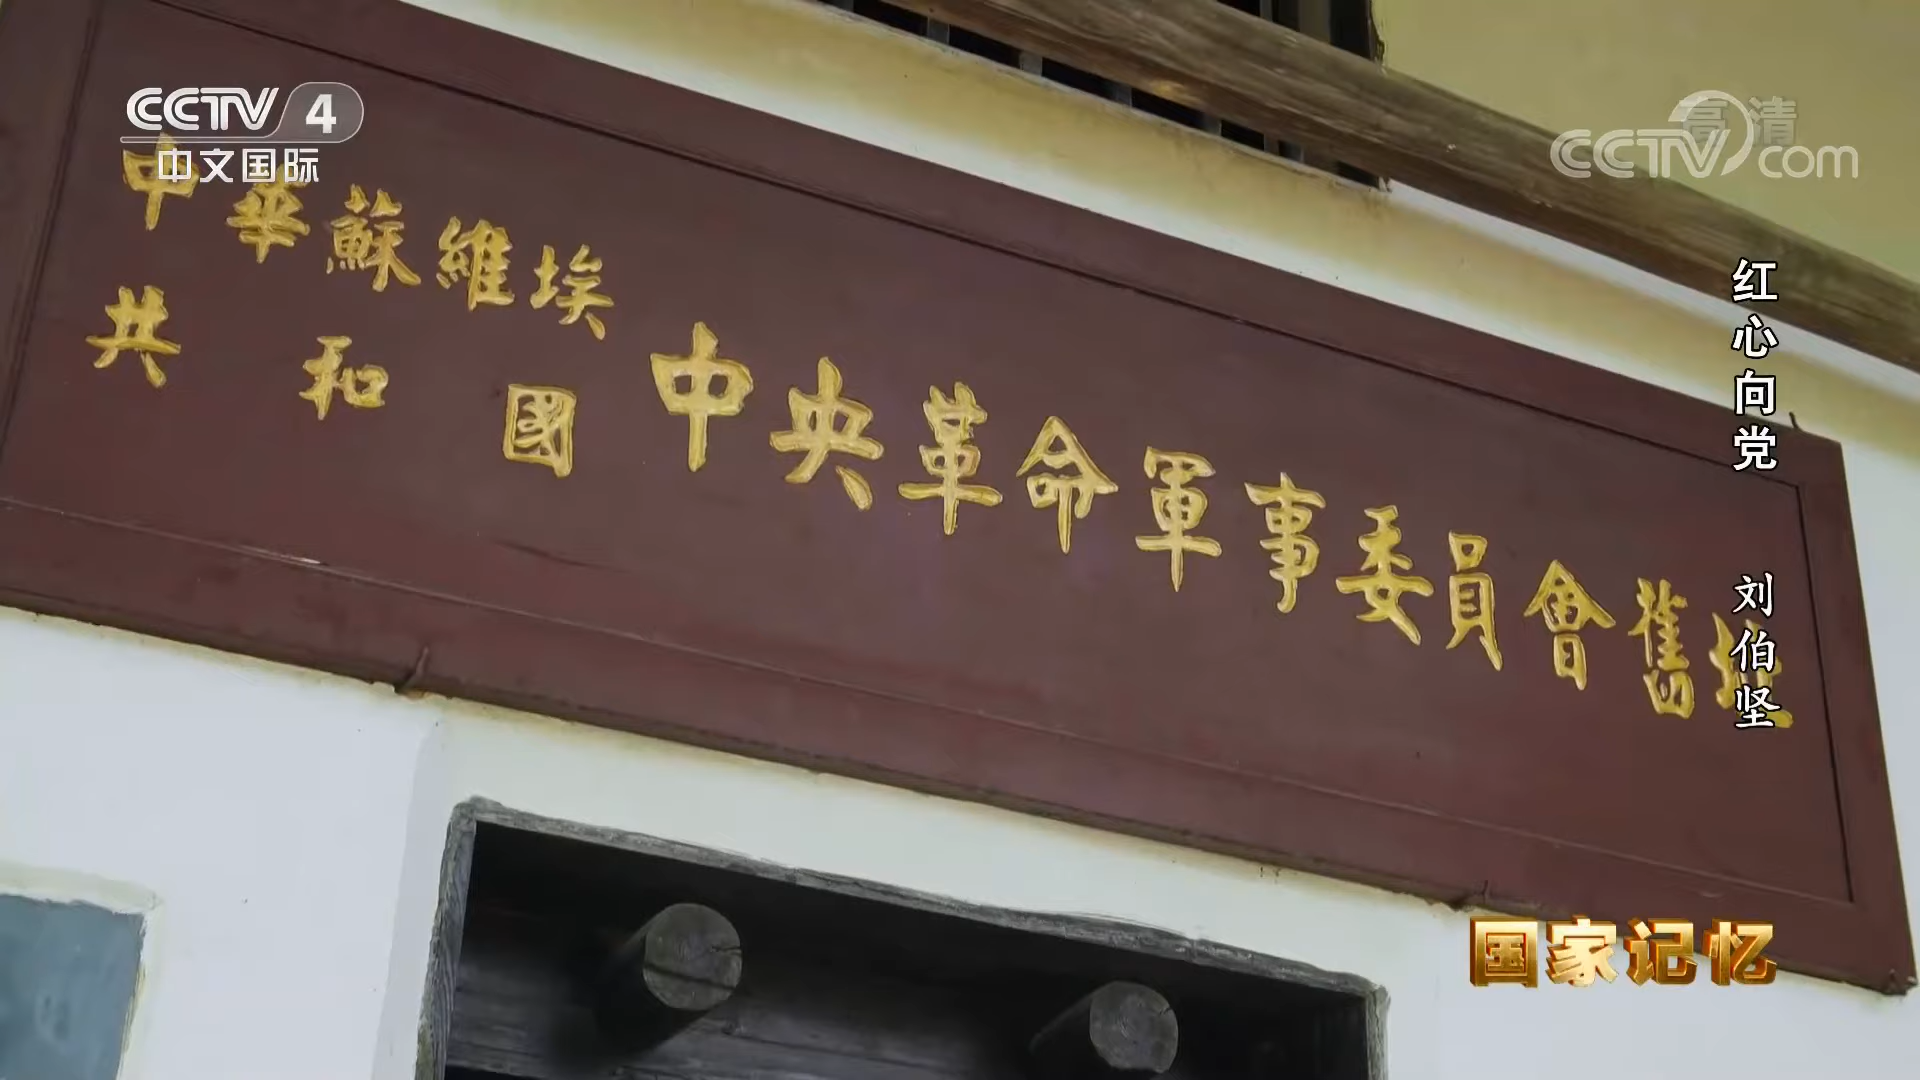 CCTV 4
中文国际
高清
CCTV com
中華蘇維埃
共和國
中央革命軍事委員會舊址
红心向党 刘伯坚
国家记忆